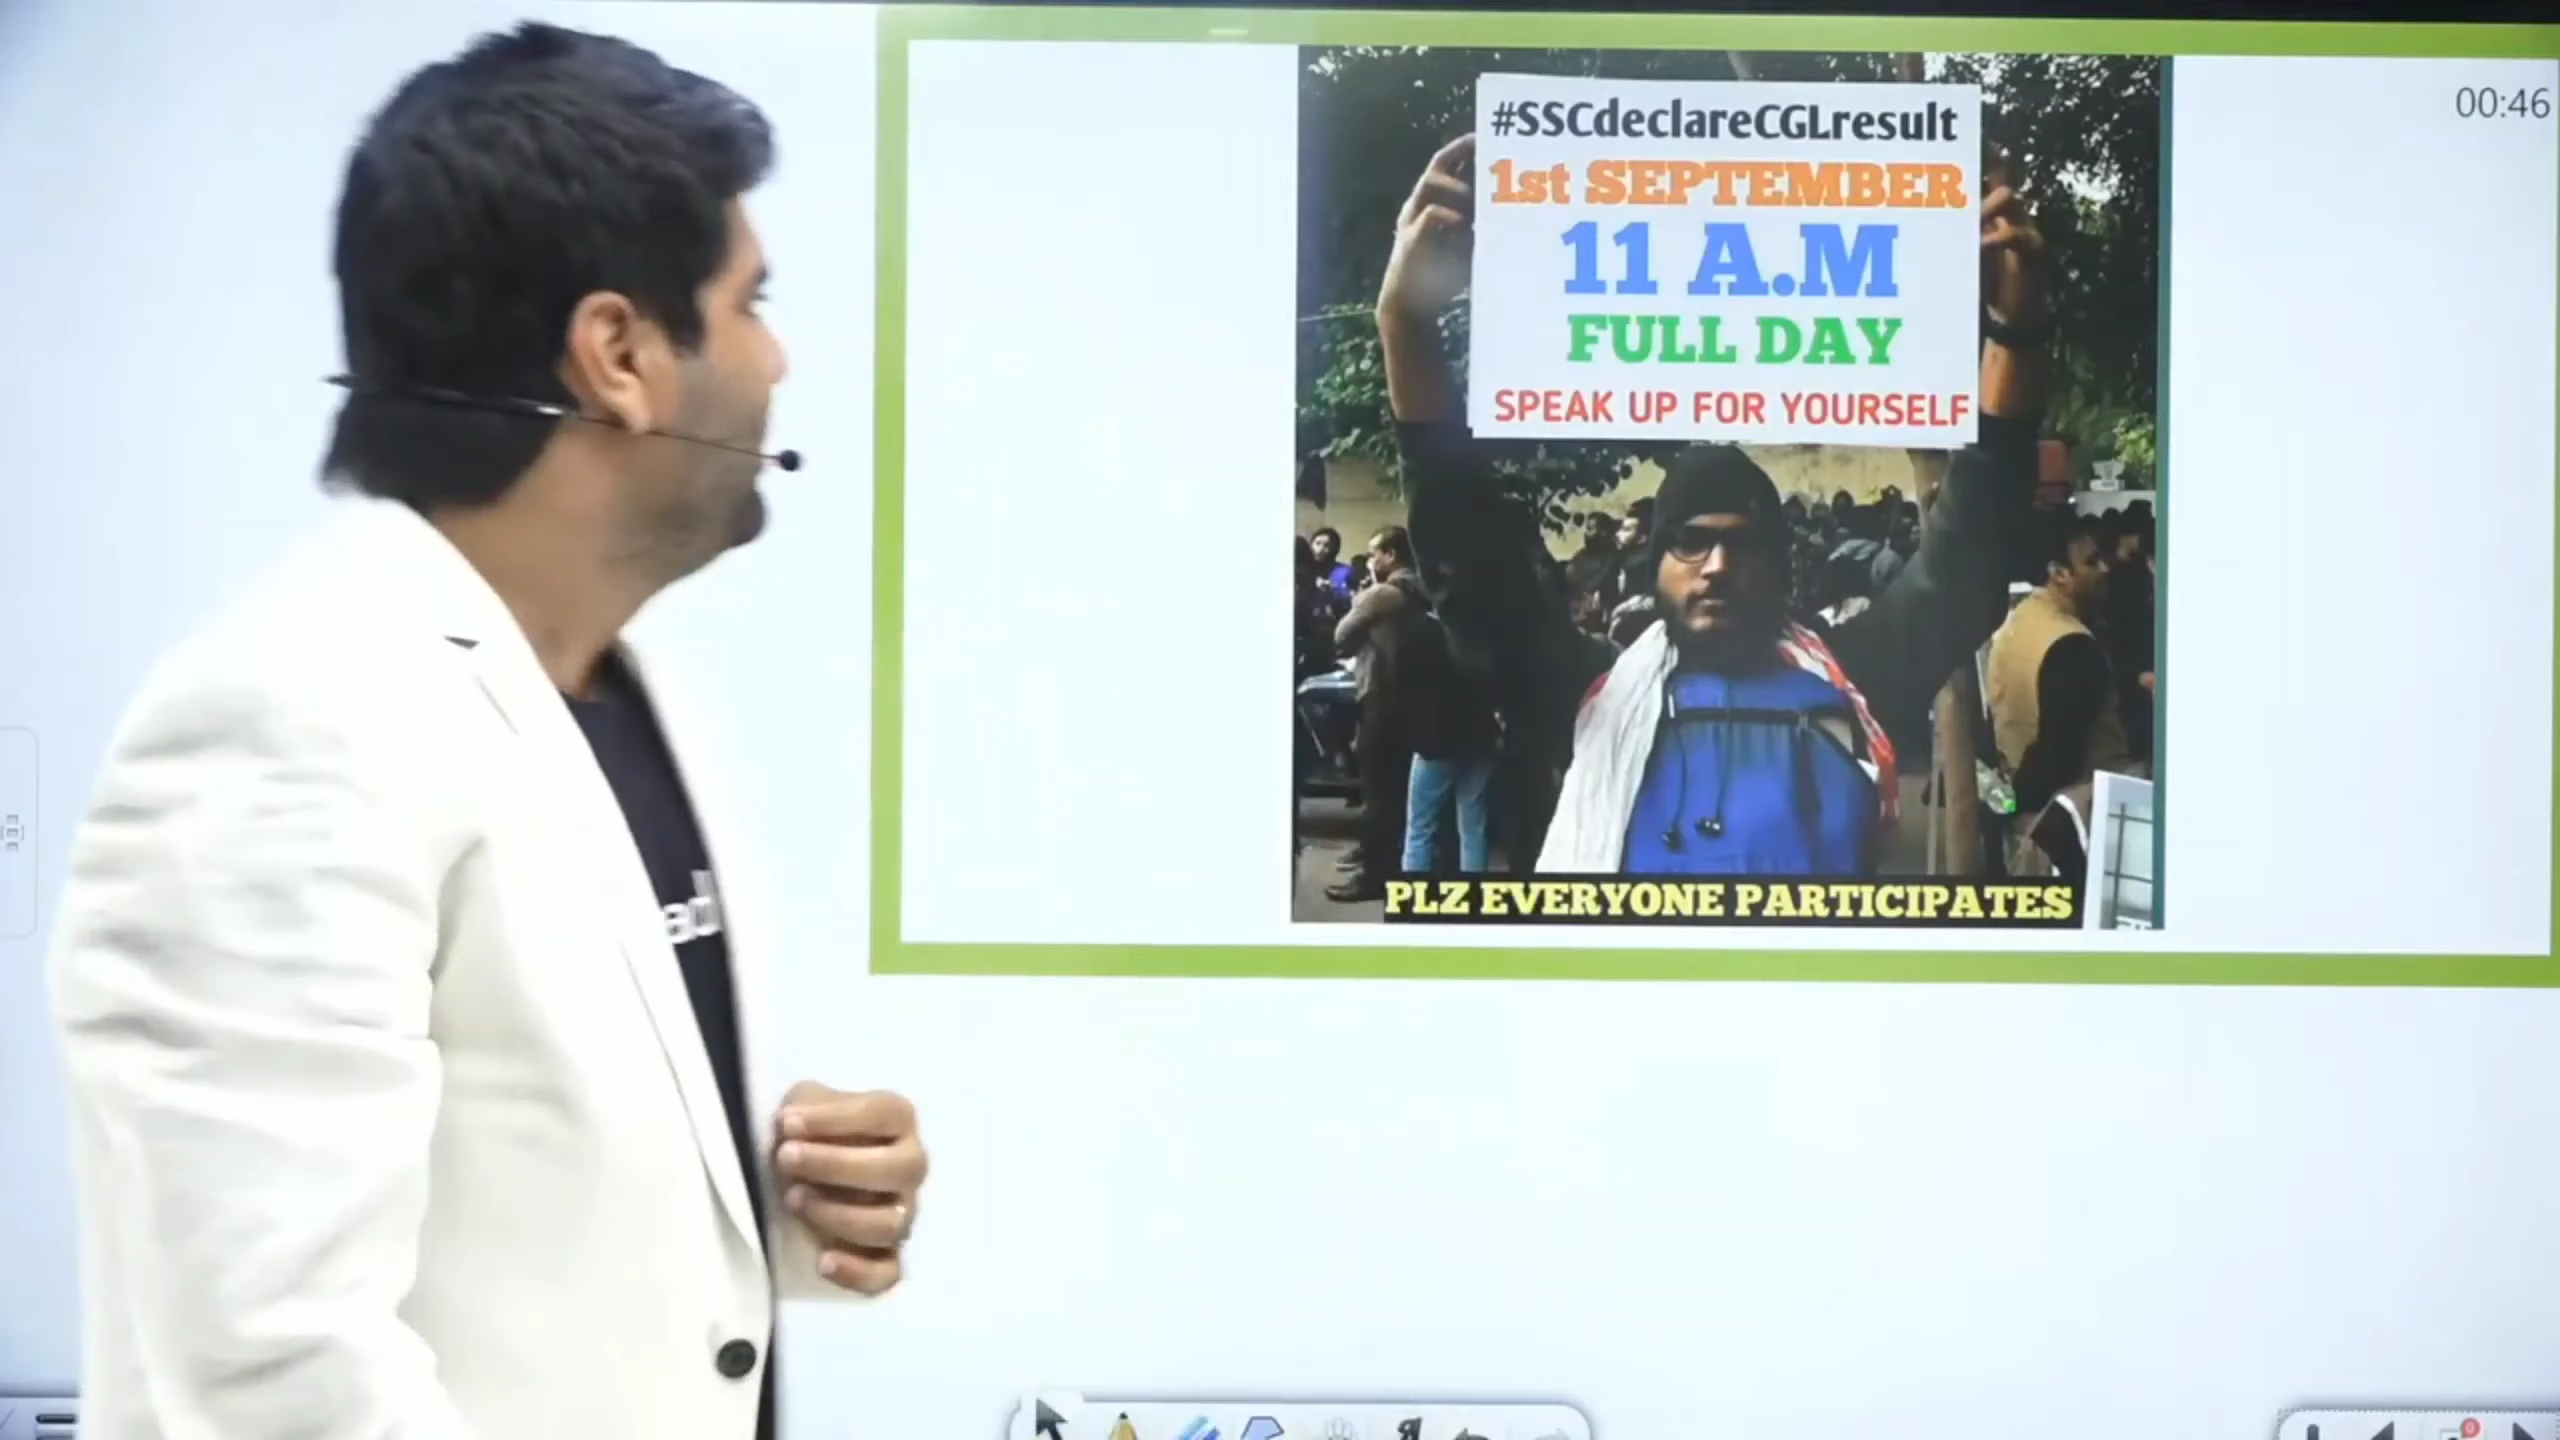 #SSCdeclareCGLresult
1st SEPTEMBER
11 A.M
FULL DAY
SPEAK UP FOR YOURSELF
PLZ EVERYONE PARTICIPATES
00:46